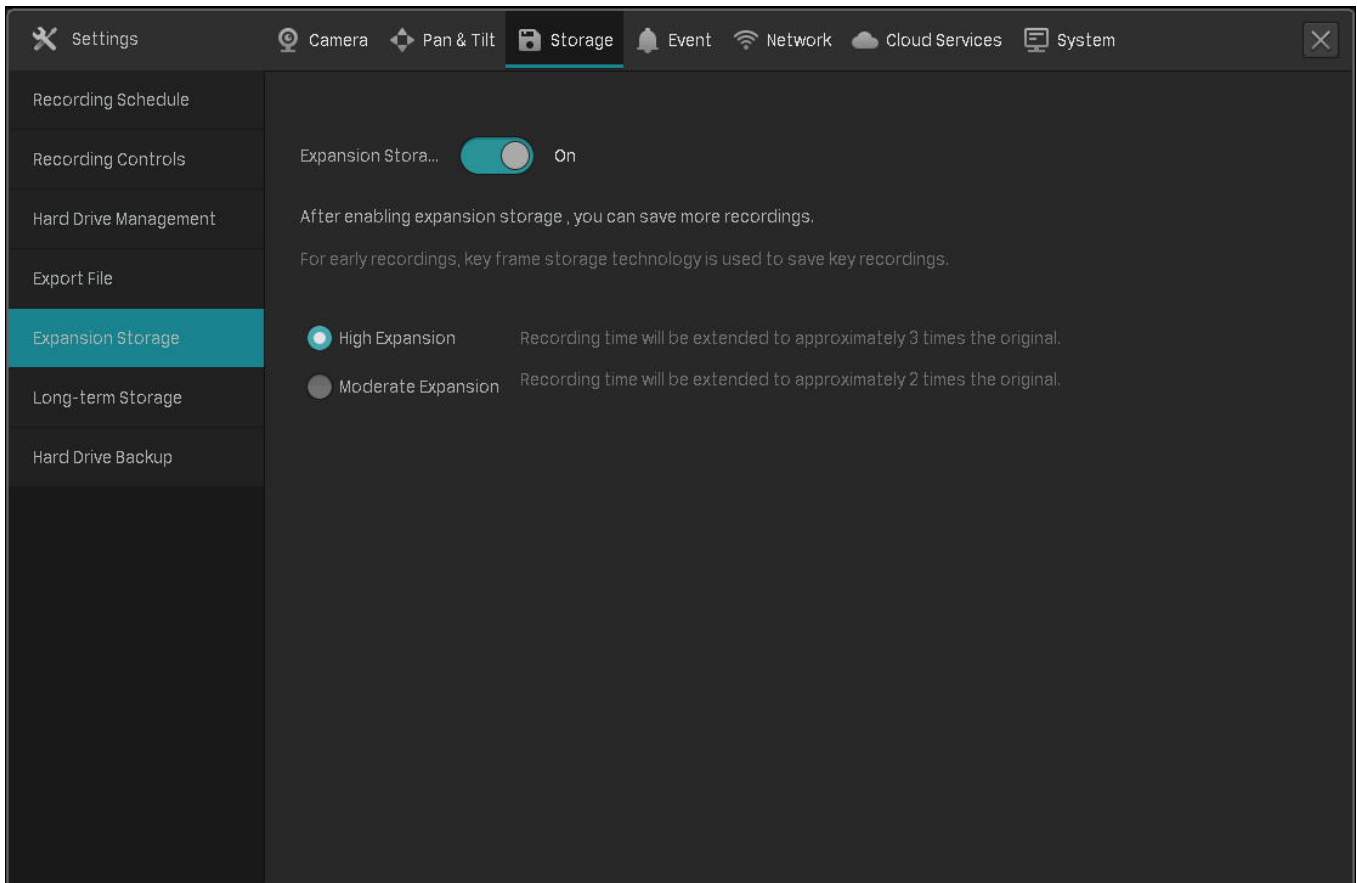 Settings
Camera
Pan & Tilt
Storage
Event
Network
Cloud Services
System
Recording Schedule
Recording Controls
Hard Drive Management
Export File
Expansion Storage
Long-term Storage
Hard Drive Backup
Expansion Stora... On
After enabling expansion storage , you can save more recordings.
For early recordings, key frame storage technology is used to save key recordings.
High Expansion Recording time will be extended to approximately 3 times the original.
Moderate Expansion Recording time will be extended to approximately 2 times the original.